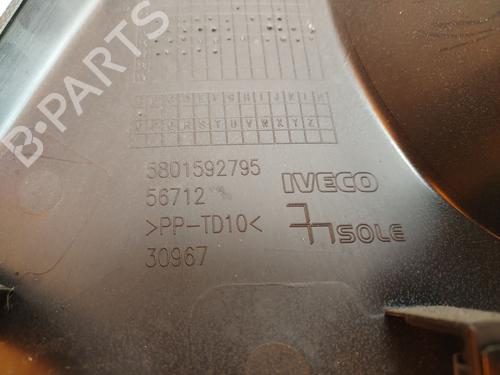 B-PARTS
5801592795
IVECO
56712
SOLE
>PP-TD10<
30967